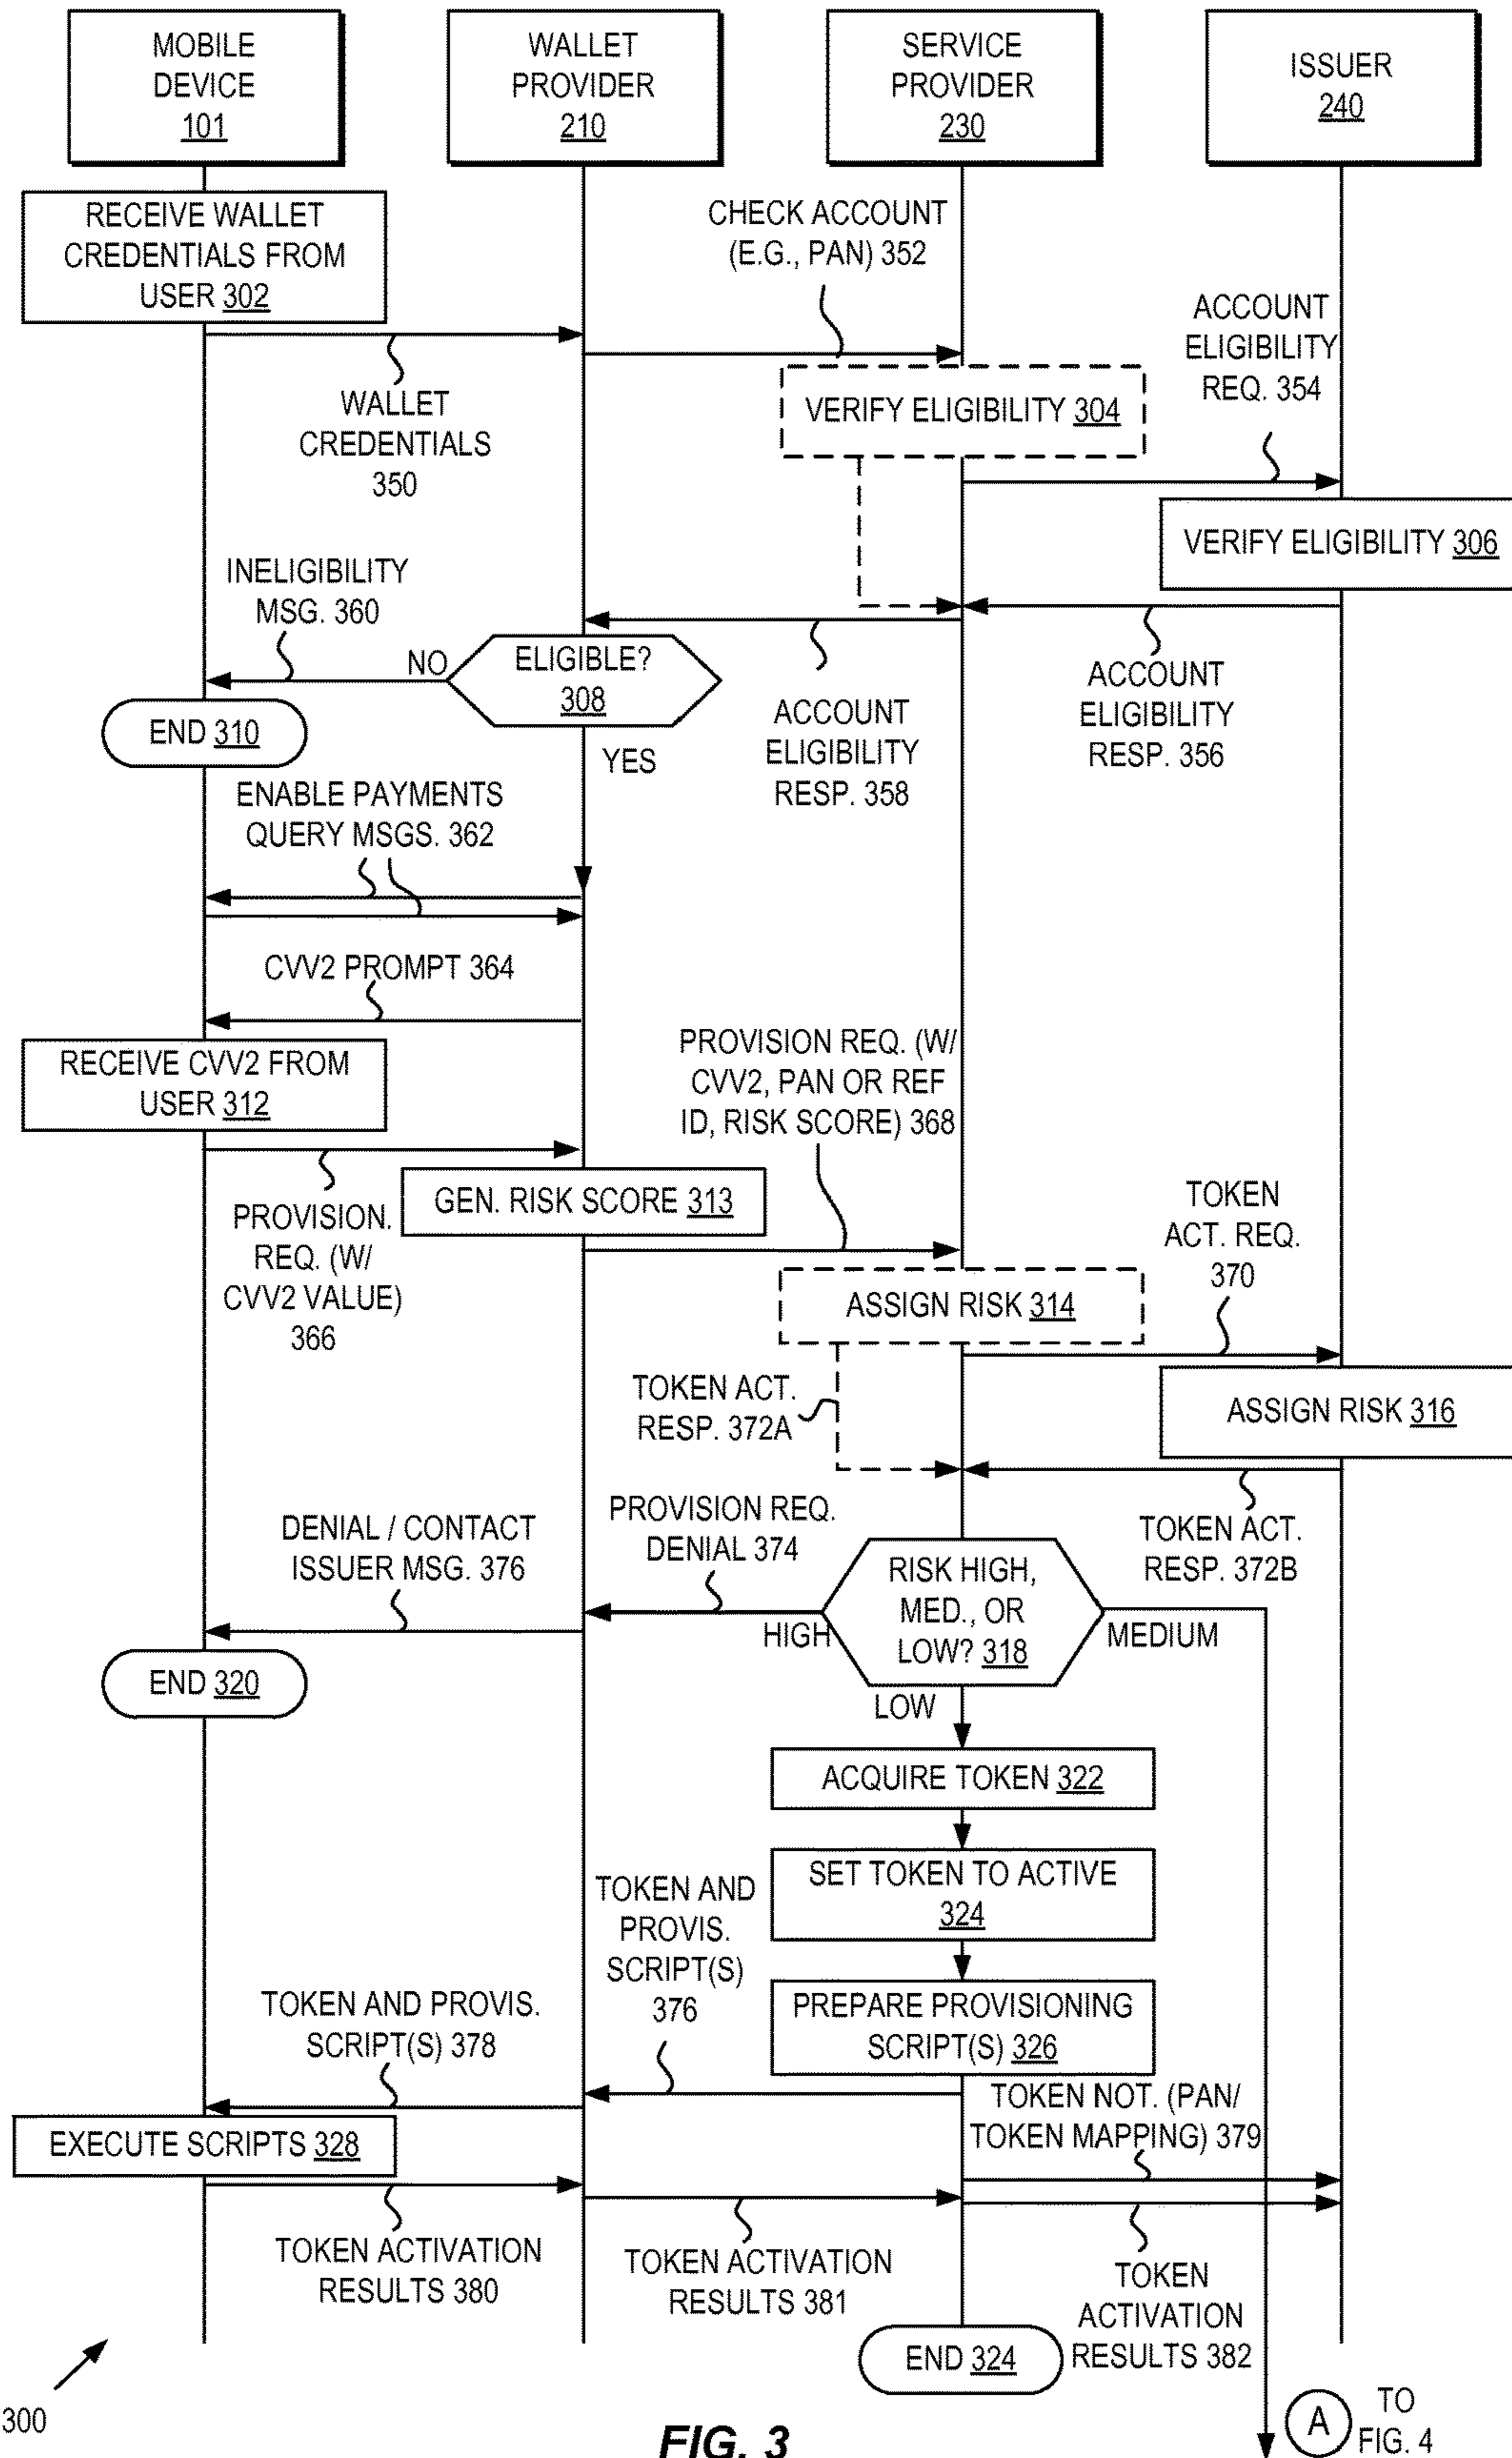 MOBILE
DEVICE
101
WALLET
PROVIDER
210
SERVICE
PROVIDER
230
ISSUER
240
RECEIVE WALLET
CREDENTIALS FROM
USER 302
CHECK ACCOUNT
(E.G., PAN) 352
ACCOUNT
ELIGIBILITY
REQ. 354
WALLET
CREDENTIALS
350
VERIFY ELIGIBILITY 304
VERIFY ELIGIBILITY 306
INELIGIBILITY
MSG. 360
NO
ELIGIBLE?
308
YES
END 310
ACCOUNT
ELIGIBILITY
RESP. 358
ACCOUNT
ELIGIBILITY
RESP. 356
ENABLE PAYMENTS
QUERY MSGS. 362
CVV2 PROMPT 364
RECEIVE CVV2 FROM
USER 312
PROVISION REQ. (W/
CVV2, PAN OR REF
ID, RISK SCORE) 368
PROVISION.
REQ. (W/
CVV2 VALUE)
366
GEN. RISK SCORE 313
TOKEN
ACT. REQ.
370
ASSIGN RISK 314
TOKEN ACT.
RESP. 372A
ASSIGN RISK 316
TOKEN ACT.
RESP. 372B
PROVISION REQ.
DENIAL 374
DENIAL / CONTACT
ISSUER MSG. 376
RISK HIGH,
MED., OR
LOW? 318
HIGH
MEDIUM
LOW
END 320
ACQUIRE TOKEN 322
SET TOKEN TO ACTIVE
324
TOKEN AND
PROVIS.
SCRIPT(S)
376
PREPARE PROVISIONING
SCRIPT(S) 326
TOKEN AND PROVIS.
SCRIPT(S) 378
TOKEN NOT. (PAN/
TOKEN MAPPING) 379
EXECUTE SCRIPTS 328
TOKEN ACTIVATION
RESULTS 380
TOKEN ACTIVATION
RESULTS 381
TOKEN
ACTIVATION
RESULTS 382
END 324
300
FIG. 3
A
TO
FIG. 4